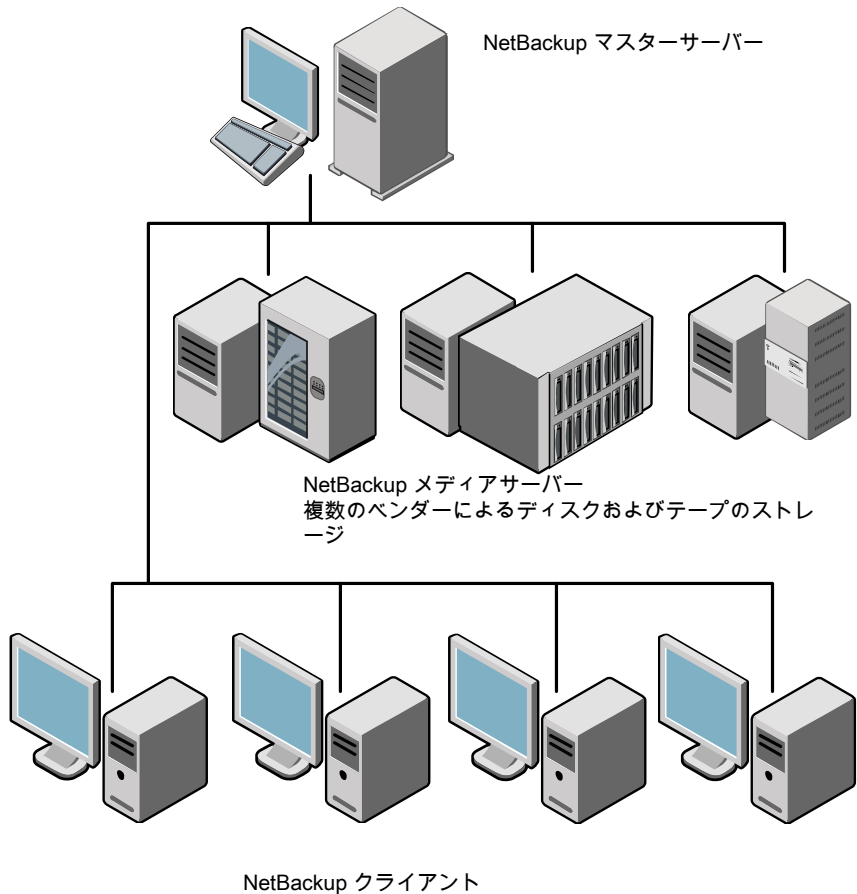 NetBackup マスターサーバー
NetBackup メディアサーバー
複数のベンダーによるディスクおよびテープのストレ
ージ
NetBackup クライアント